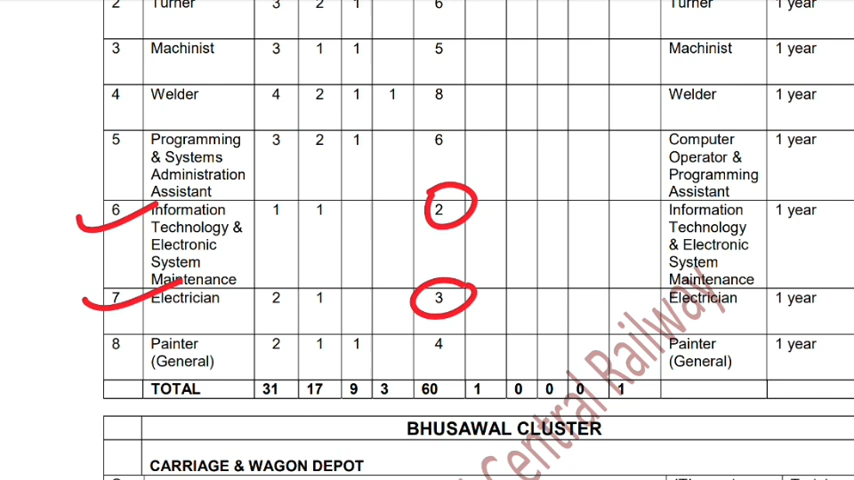 2 Turner 3 2 1 6 Turner 1 year
3 Machinist 3 1 1 5 Machinist 1 year
4 Welder 4 2 1 1 8 Welder 1 year
5 Programming 3 2 1 6 Computer 1 year
& Systems Operator &
Administration Programming
Assistant Assistant
6 Information 1 1 2 Information 1 year
Technology & Technology
Electronic & Electronic
System System
Maintenance Maintenance
7 Electrician 2 1 3 Electrician 1 year
8 Painter 2 1 1 4 Painter 1 year
(General) (General)
TOTAL 31 17 9 3 60 1 0 0 0 1
BHUSAWAL CLUSTER
CARRIAGE & WAGON DEPOT
Central Railway